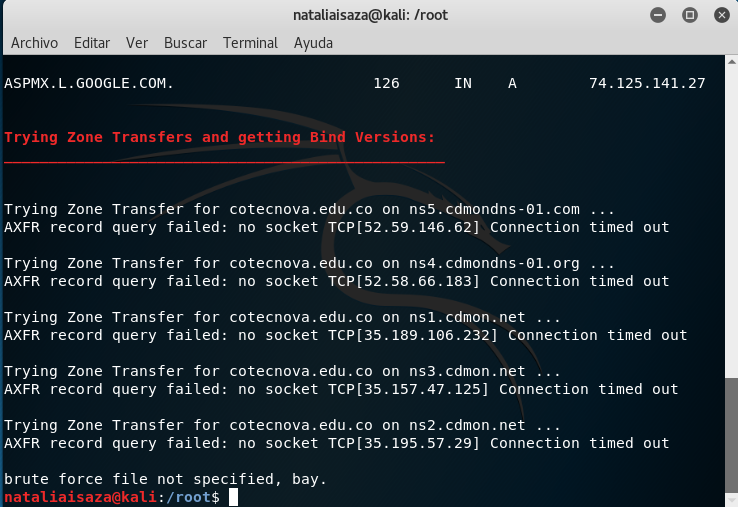 nataliaisaza@kali: /root
Archivo Editar Ver Buscar Terminal Ayuda
ASPMX.L.GOOGLE.COM. 126 IN A 74.125.141.27
Trying Zone Transfers and getting Bind Versions:
_________________________________________________
Trying Zone Transfer for cotecnova.edu.co on ns5.cdmondns-01.com ...
AXFR record query failed: no socket TCP[52.59.146.62] Connection timed out
Trying Zone Transfer for cotecnova.edu.co on ns4.cdmondns-01.org ...
AXFR record query failed: no socket TCP[52.58.66.183] Connection timed out
Trying Zone Transfer for cotecnova.edu.co on ns1.cdmon.net ...
AXFR record query failed: no socket TCP[35.189.106.232] Connection timed out
Trying Zone Transfer for cotecnova.edu.co on ns3.cdmon.net ...
AXFR record query failed: no socket TCP[35.157.47.125] Connection timed out
Trying Zone Transfer for cotecnova.edu.co on ns2.cdmon.net ...
AXFR record query failed: no socket TCP[35.195.57.29] Connection timed out
brute force file not specified, bay.
nataliaisaza@kali:/root$